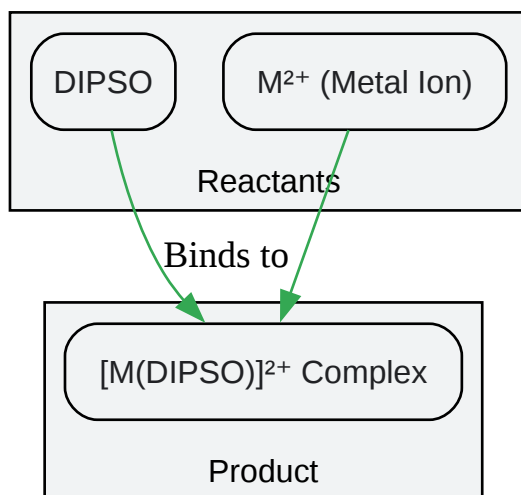 DIPSO
M²⁺ (Metal Ion)
Reactants
Binds to
[M(DIPSO)]²⁺ Complex
Product